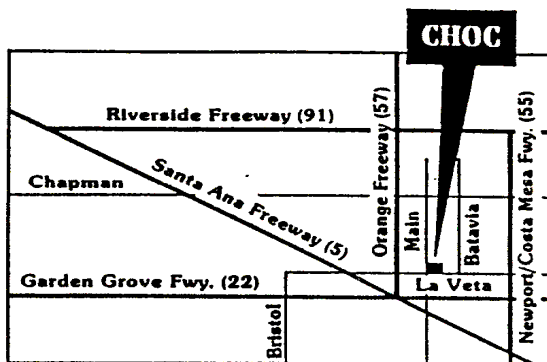 CHOC
Riverside Freeway (91)
Orange Freeway (57)
Newport/Costa Mesa Fwy. (55)
Chapman
Santa Ana Freeway (5)
Main
Batavia
Garden Grove Fwy. (22)
La Veta
Bristol